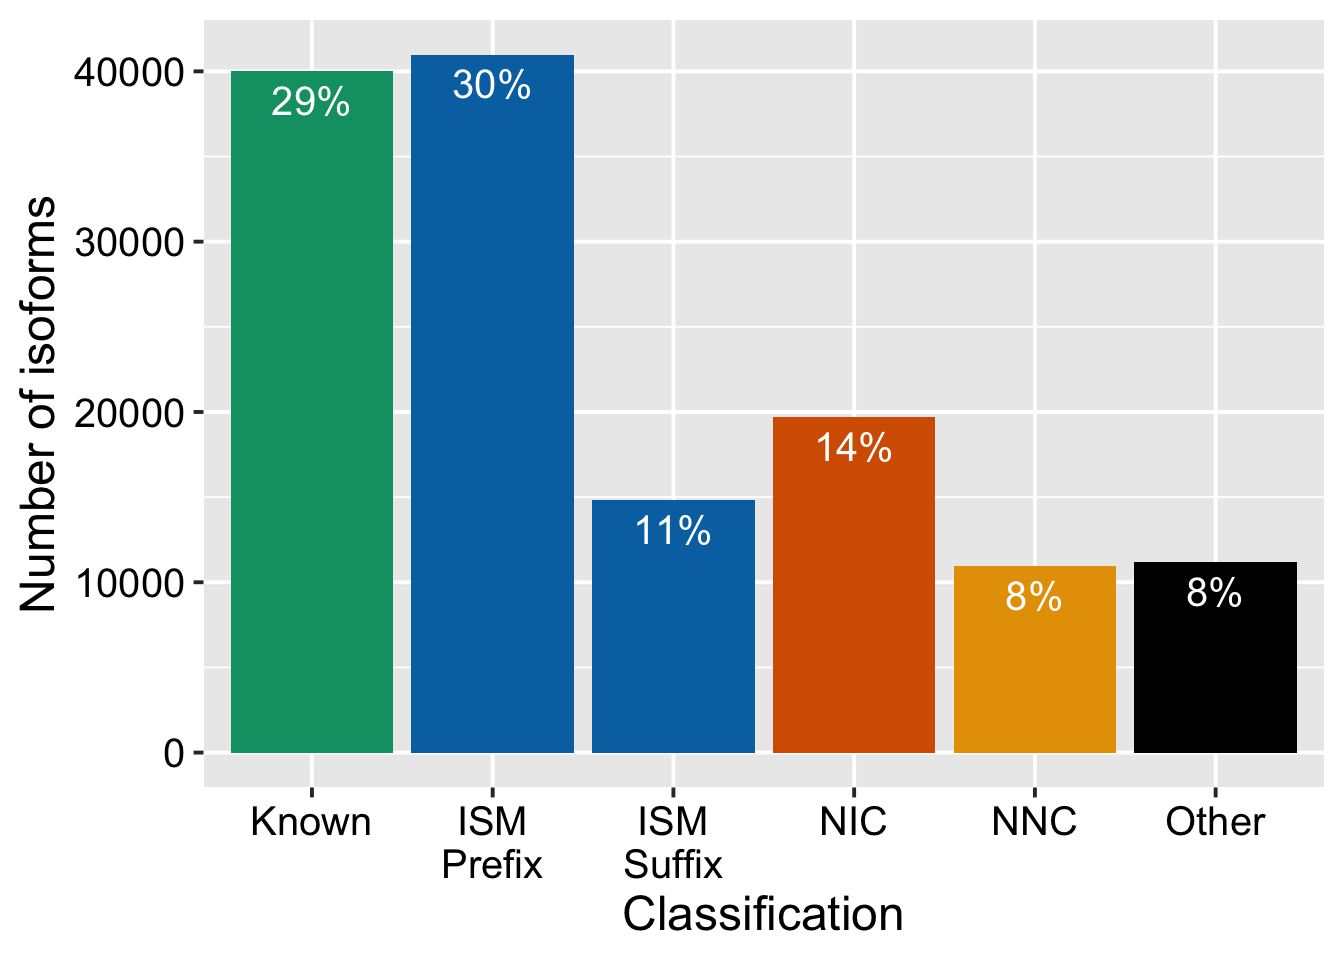 Number of isoforms
40000
30000
20000
10000
0
29%
30%
11%
14%
8%
8%
Known
ISM
Prefix
ISM
Suffix
NIC
NNC
Other
Classification